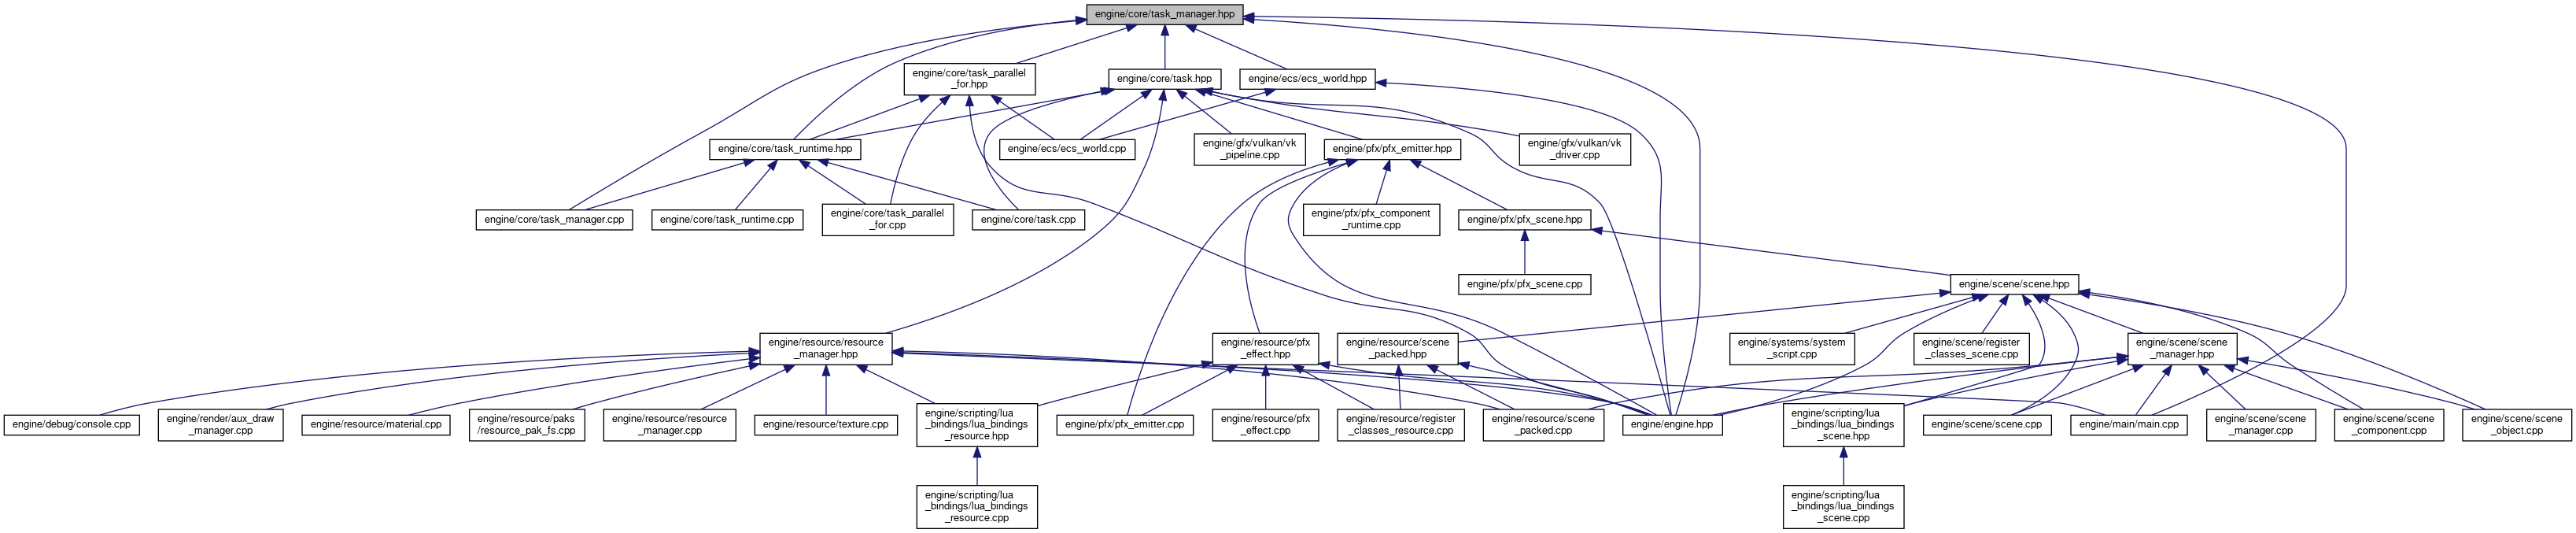 engine/core/task_manager.hpp
engine/core/task_parallel
_for.hpp
engine/core/task.hpp
engine/ecs/ecs_world.hpp
engine/core/task_runtime.hpp
engine/ecs/ecs_world.cpp
engine/gfx/vulkan/vk
_pipeline.cpp
engine/pfx/pfx_emitter.hpp
engine/gfx/vulkan/vk
_driver.cpp
engine/core/task_manager.cpp
engine/core/task_runtime.cpp
engine/core/task_parallel
_for.cpp
engine/core/task.cpp
engine/pfx/pfx_component
_runtime.cpp
engine/pfx/pfx_scene.hpp
engine/pfx/pfx_scene.cpp
engine/scene/scene.hpp
engine/resource/resource
_manager.hpp
engine/resource/pfx
_effect.hpp
engine/resource/scene
_packed.hpp
engine/systems/system
_script.cpp
engine/scene/register
_classes_scene.cpp
engine/scene/scene
_manager.hpp
engine/debug/console.cpp
engine/render/aux_draw
_manager.cpp
engine/resource/material.cpp
engine/resource/paks
/resource_pak_fs.cpp
engine/resource/resource
_manager.cpp
engine/resource/texture.cpp
engine/scripting/lua
_bindings/lua_bindings
_resource.hpp
engine/pfx/pfx_emitter.cpp
engine/resource/pfx
_effect.cpp
engine/resource/register
_classes_resource.cpp
engine/resource/scene
_packed.cpp
engine/engine.hpp
engine/scripting/lua
_bindings/lua_bindings
_scene.hpp
engine/scene/scene.cpp
engine/main/main.cpp
engine/scene/scene
_manager.cpp
engine/scene/scene
_component.cpp
engine/scene/scene
_object.cpp
engine/scripting/lua
_bindings/lua_bindings
_resource.cpp
engine/scripting/lua
_bindings/lua_bindings
_scene.cpp